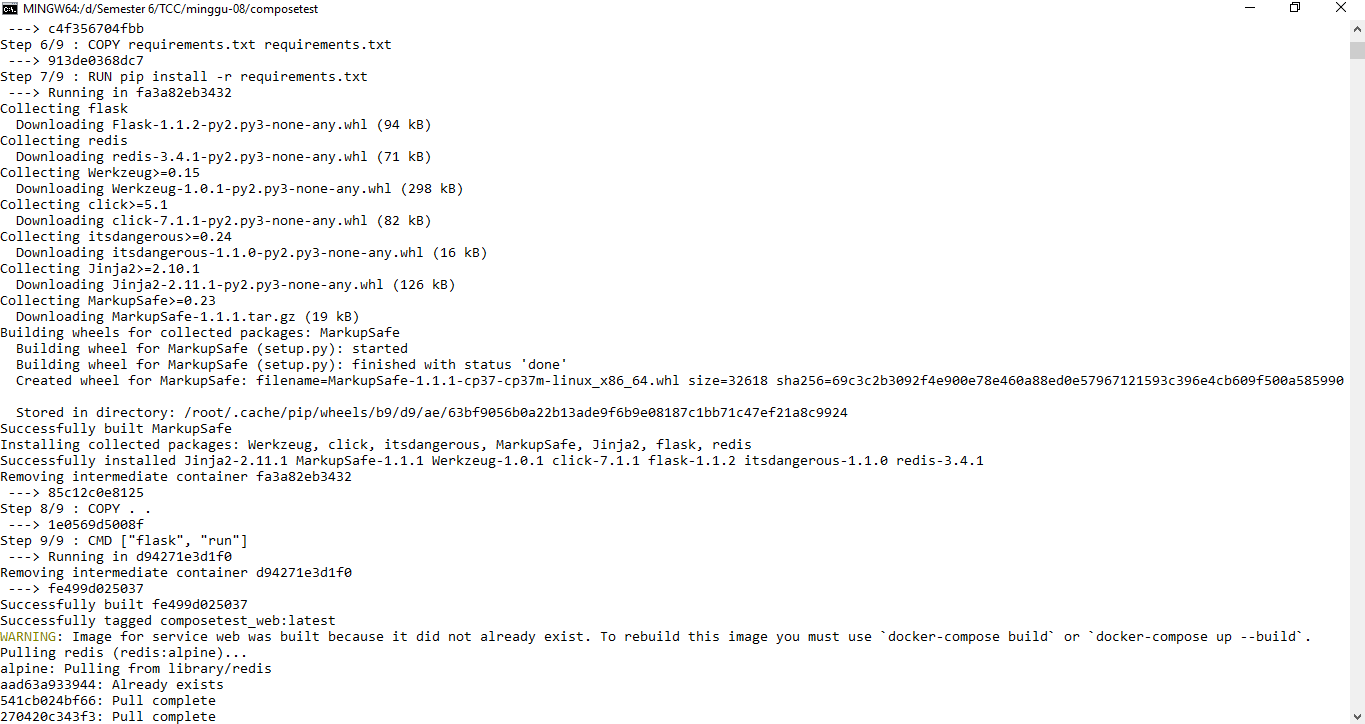 MINGW64:/d/Semester 6/TCC/minggu-08/composetest
---> c4f356704fbb
Step 6/9 : COPY requirements.txt requirements.txt
---> 913de0368dc7
Step 7/9 : RUN pip install -r requirements.txt
---> Running in fa3a82eb3432
Collecting flask
Downloading Flask-1.1.2-py2.py3-none-any.whl (94 kB)
Collecting redis
Downloading redis-3.4.1-py2.py3-none-any.whl (71 kB)
Collecting Werkzeug>=0.15
Downloading Werkzeug-1.0.1-py2.py3-none-any.whl (298 kB)
Collecting click>=5.1
Downloading click-7.1.1-py2.py3-none-any.whl (82 kB)
Collecting itsdangerous>=0.24
Downloading itsdangerous-1.1.0-py2.py3-none-any.whl (16 kB)
Collecting Jinja2>=2.10.1
Downloading Jinja2-2.11.1-py2.py3-none-any.whl (126 kB)
Collecting MarkupSafe>=0.23
Downloading MarkupSafe-1.1.1.tar.gz (19 kB)
Building wheels for collected packages: MarkupSafe
Building wheel for MarkupSafe (setup.py): started
Building wheel for MarkupSafe (setup.py): finished with status 'done'
Created wheel for MarkupSafe: filename=MarkupSafe-1.1.1-cp37-cp37m-linux_x86_64.whl size=32618 sha256=69c3c2b3092f4e900e78e460a88ed0e57967121593c396e4cb609f500a585990
Stored in directory: /root/.cache/pip/wheels/b9/d9/ae/63bf9056b0a22b13ade9f6b9e08187c1bb71c47ef21a8c9924
Successfully built MarkupSafe
Installing collected packages: Werkzeug, click, itsdangerous, MarkupSafe, Jinja2, flask, redis
Successfully installed Jinja2-2.11.1 MarkupSafe-1.1.1 Werkzeug-1.0.1 click-7.1.1 flask-1.1.2 itsdangerous-1.1.0 redis-3.4.1
Removing intermediate container fa3a82eb3432
---> 85c12c0e8125
Step 8/9 : COPY . .
---> 1e0569d5008f
Step 9/9 : CMD ["flask", "run"]
---> Running in d94271e3d1f0
Removing intermediate container d94271e3d1f0
---> fe499d025037
Successfully built fe499d025037
Successfully tagged composetest_web:latest
WARNING: Image for service web was built because it did not already exist. To rebuild this image you must use `docker-compose build` or `docker-compose up --build`.
Pulling redis (redis:alpine)...
alpine: Pulling from library/redis
aad63a933944: Already exists
541cb024bf66: Pull complete
270420c343f3: Pull complete